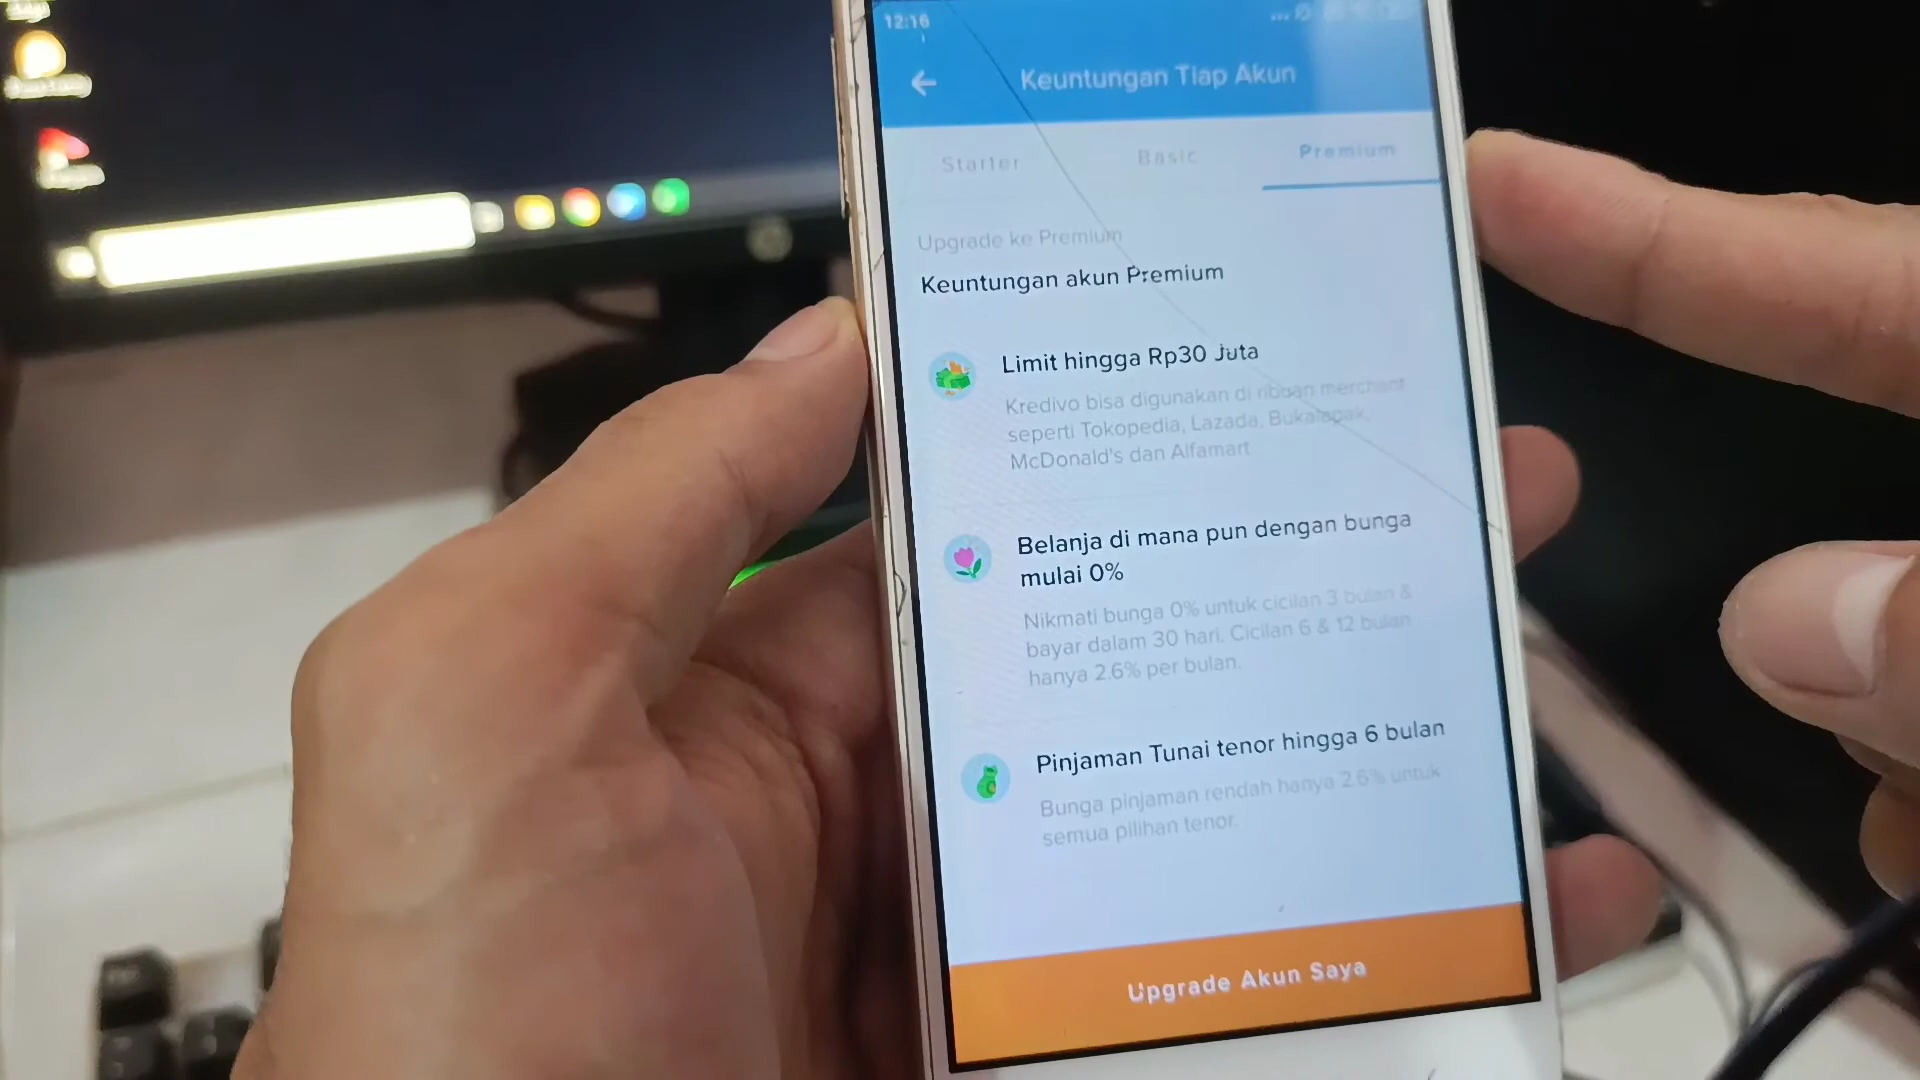 12:16
Keuntungan Tiap Akun
Starter
Basic
Premium
Upgrade ke Premium
Keuntungan akun Premium
Limit hingga Rp30 Juta
Kredivo bisa digunakan di ribuan merchant
seperti Tokopedia, Lazada, Bukalapak,
McDonald's dan Alfamart
Belanja di mana pun dengan bunga
mulai 0%
Nikmati bunga 0% untuk cicilan 3 bulan &
bayar dalam 30 hari. Cicilan 6 & 12 bulan
hanya 2.6% per bulan.
Pinjaman Tunai tenor hingga 6 bulan
Bunga pinjaman rendah hanya 2.6% untuk
semua pilihan tenor.
Upgrade Akun Saya